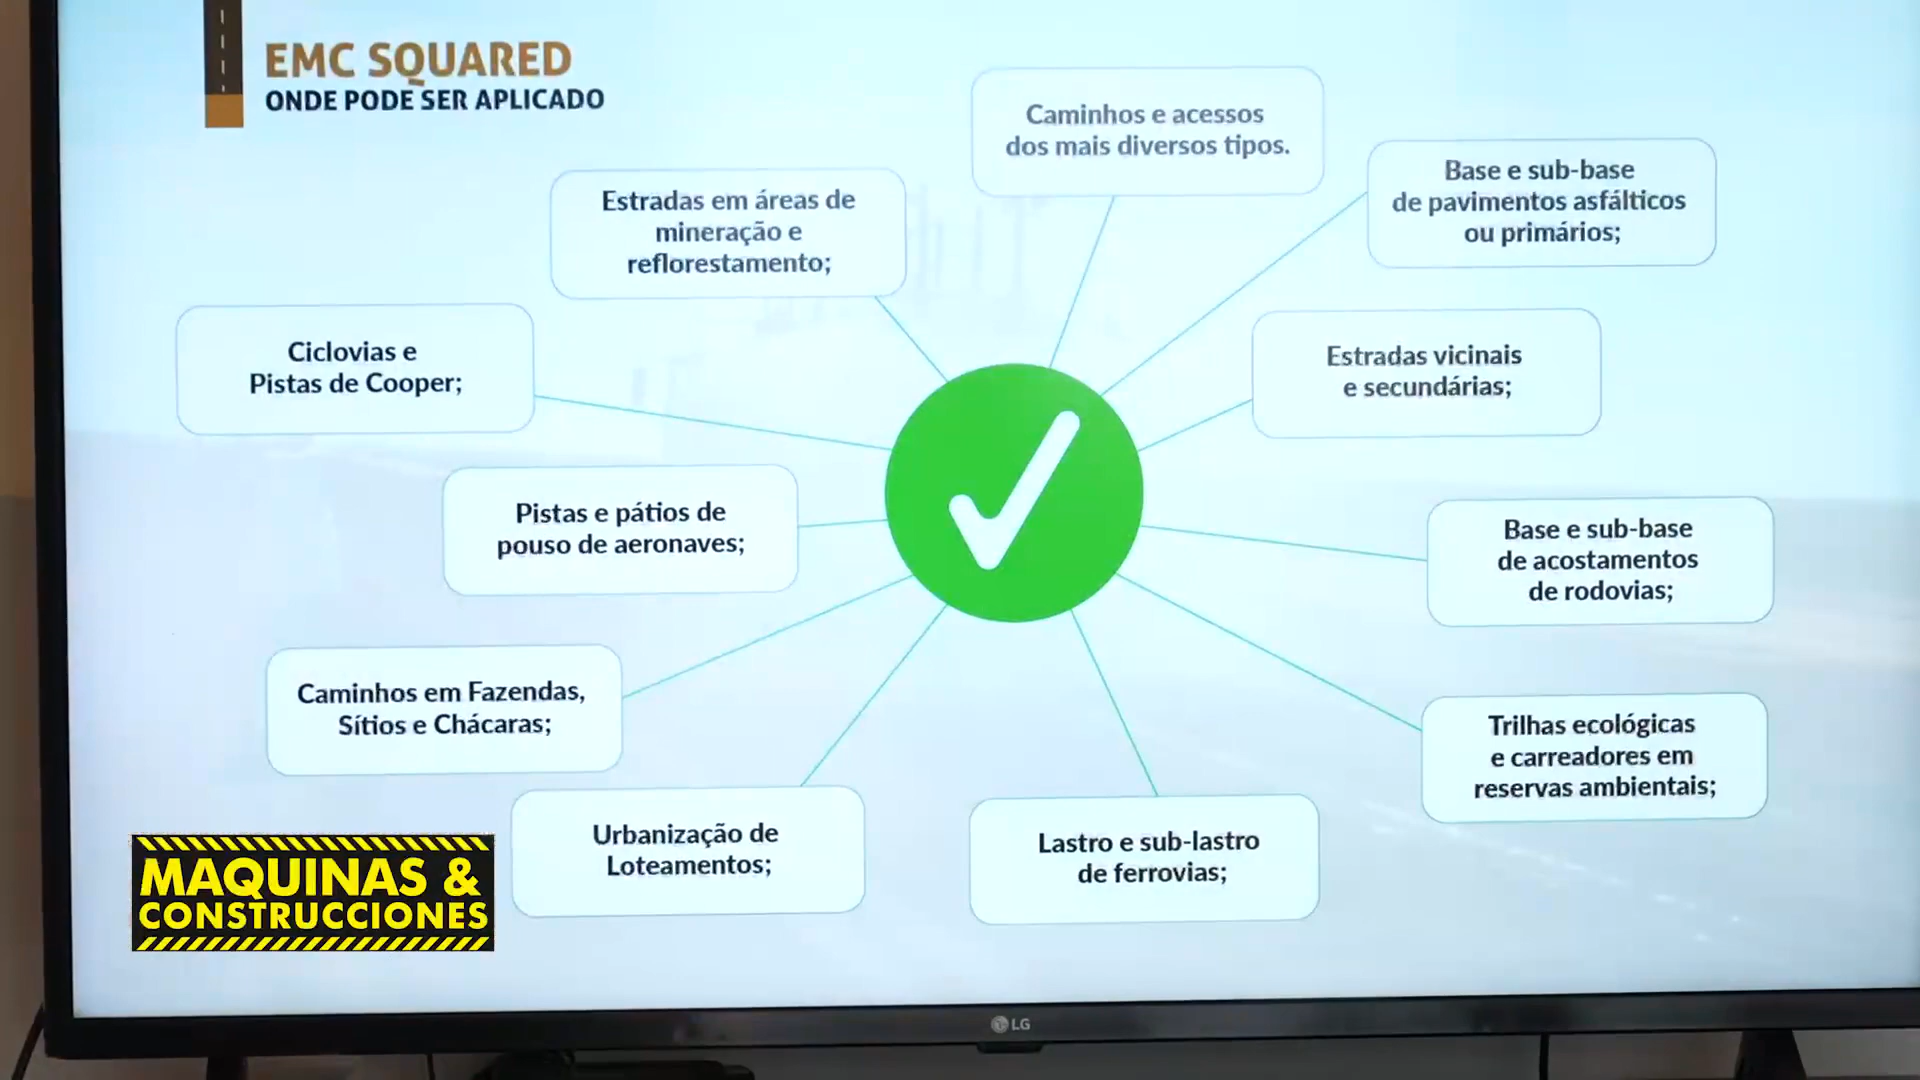 EMC SQUARED
ONDE PODE SER APLICADO
Caminhos e acessos
dos mais diversos tipos.
Base e sub-base
de pavimentos asfálticos
ou primários;
Estradas em áreas de
mineração e
reflorestamento;
Estradas vicinais
e secundárias;
Ciclovias e
Pistas de Cooper;
Pistas e pátios de
pouso de aeronaves;
Base e sub-base
de acostamentos
de rodovias;
Caminhos em Fazendas,
Sítios e Chácaras;
Trilhas ecológicas
e carreadores em
reservas ambientais;
Urbanização de
Loteamentos;
Lastro e sub-lastro
de ferrovias;
MAQUINAS &
CONSTRUCCIONES
LG